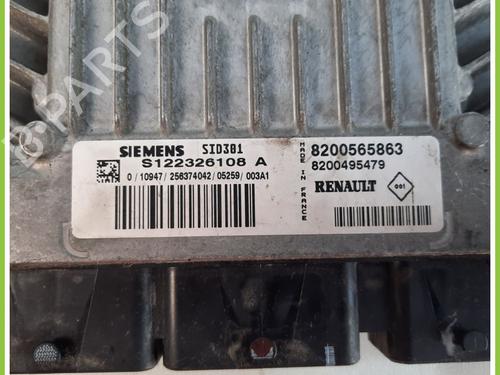 B-PARTS
SIEMENS SID301
S122326108 A
0 / 10947 / 256374042 / 05259 / 003A1
MADE IN FRANCE
8200565863
8200495479
RENAULT
001